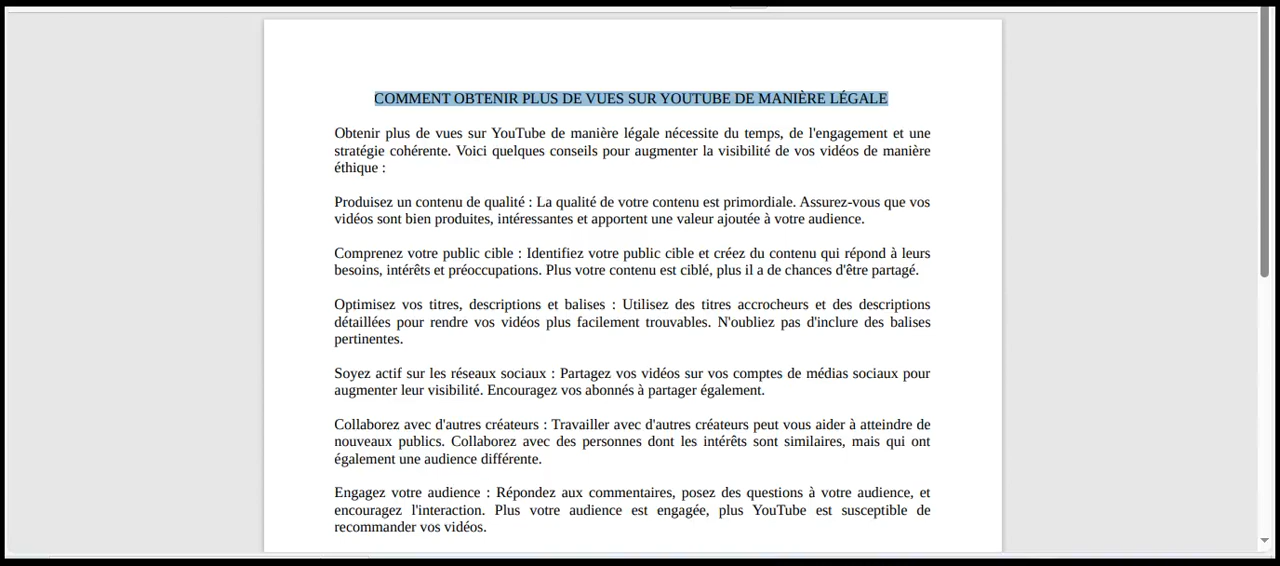 COMMENT OBTENIR PLUS DE VUES SUR YOUTUBE DE MANIÈRE LÉGALE
Obtenir plus de vues sur YouTube de manière légale nécessite du temps, de l'engagement et une
stratégie cohérente. Voici quelques conseils pour augmenter la visibilité de vos vidéos de manière
éthique :
Produisez un contenu de qualité : La qualité de votre contenu est primordiale. Assurez-vous que vos
vidéos sont bien produites, intéressantes et apportent une valeur ajoutée à votre audience.
Comprenez votre public cible : Identifiez votre public cible et créez du contenu qui répond à leurs
besoins, intérêts et préoccupations. Plus votre contenu est ciblé, plus il a de chances d'être partagé.
Optimisez vos titres, descriptions et balises : Utilisez des titres accrocheurs et des descriptions
détaillées pour rendre vos vidéos plus facilement trouvables. N'oubliez pas d'inclure des balises
pertinentes.
Soyez actif sur les réseaux sociaux : Partagez vos vidéos sur vos comptes de médias sociaux pour
augmenter leur visibilité. Encouragez vos abonnés à partager également.
Collaborez avec d'autres créateurs : Travailler avec d'autres créateurs peut vous aider à atteindre de
nouveaux publics. Collaborez avec des personnes dont les intérêts sont similaires, mais qui ont
également une audience différente.
Engagez votre audience : Répondez aux commentaires, posez des questions à votre audience, et
encouragez l'interaction. Plus votre audience est engagée, plus YouTube est susceptible de
recommander vos vidéos.